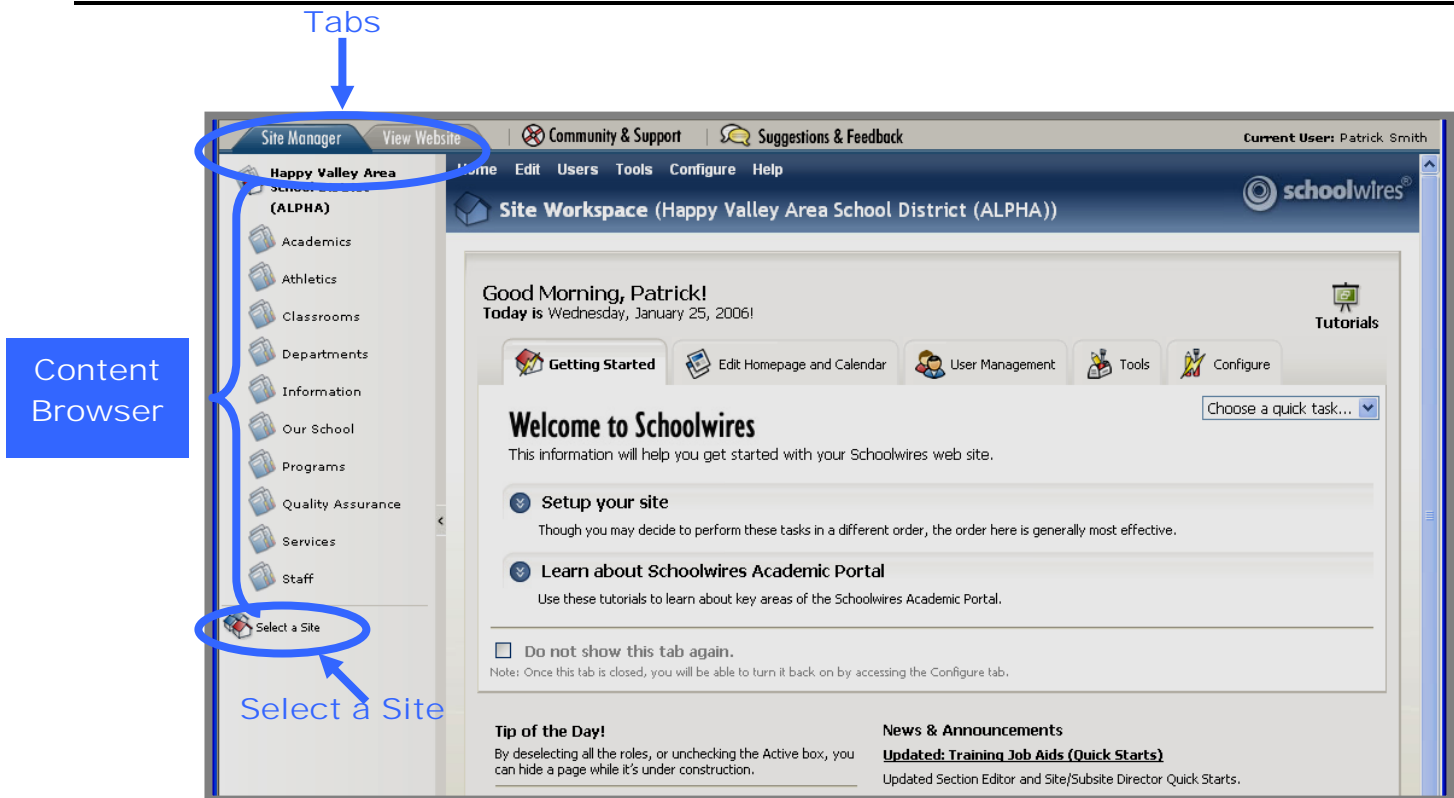 Tabs
Site Manager View Website Community & Support Suggestions & Feedback Current User: Patrick Smith
Happy Valley Area
School District
(ALPHA)
Academics
Athletics
Classrooms
Departments
Information
Our School
Programs
Quality Assurance
Services
Staff
Select a Site
Content
Browser
Select a Site
Home Edit Users Tools Configure Help
schoolwires®
Site Workspace (Happy Valley Area School District (ALPHA))
Good Morning, Patrick!
Today is Wednesday, January 25, 2006!
Tutorials
Getting Started Edit Homepage and Calendar User Management Tools Configure
Choose a quick task...
Welcome to Schoolwires
This information will help you get started with your Schoolwires web site.
Setup your site
Though you may decide to perform these tasks in a different order, the order here is generally most effective.
Learn about Schoolwires Academic Portal
Use these tutorials to learn about key areas of the Schoolwires Academic Portal.
Do not show this tab again.
Note: Once this tab is closed, you will be able to turn it back on by accessing the Configure tab.
Tip of the Day!
By deselecting all the roles, or unchecking the Active box, you
can hide a page while it's under construction.
News & Announcements
Updated: Training Job Aids (Quick Starts)
Updated Section Editor and Site/Subsite Director Quick Starts.